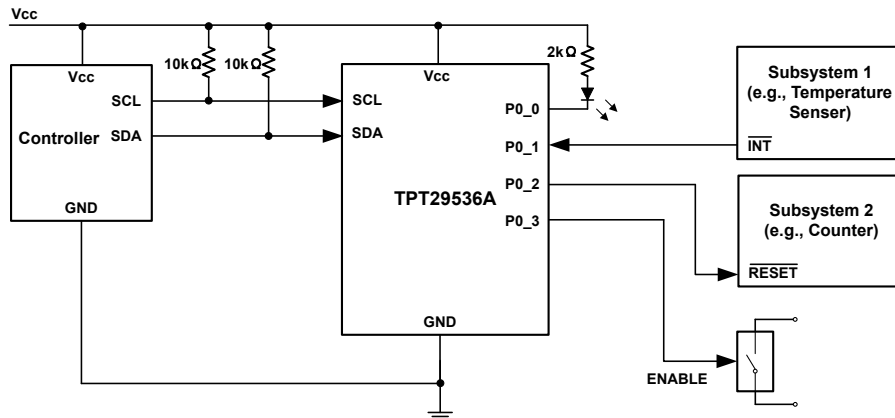 Vcc
10kΩ
10kΩ
2kΩ
Vcc
SCL
SDA
Controller
GND
Vcc
SCL
SDA
TPT29536A
P0_0
P0_1
P0_2
P0_3
GND
Subsystem 1
(e.g., Temperature
Senser)
INT
Subsystem 2
(e.g., Counter)
RESET
ENABLE